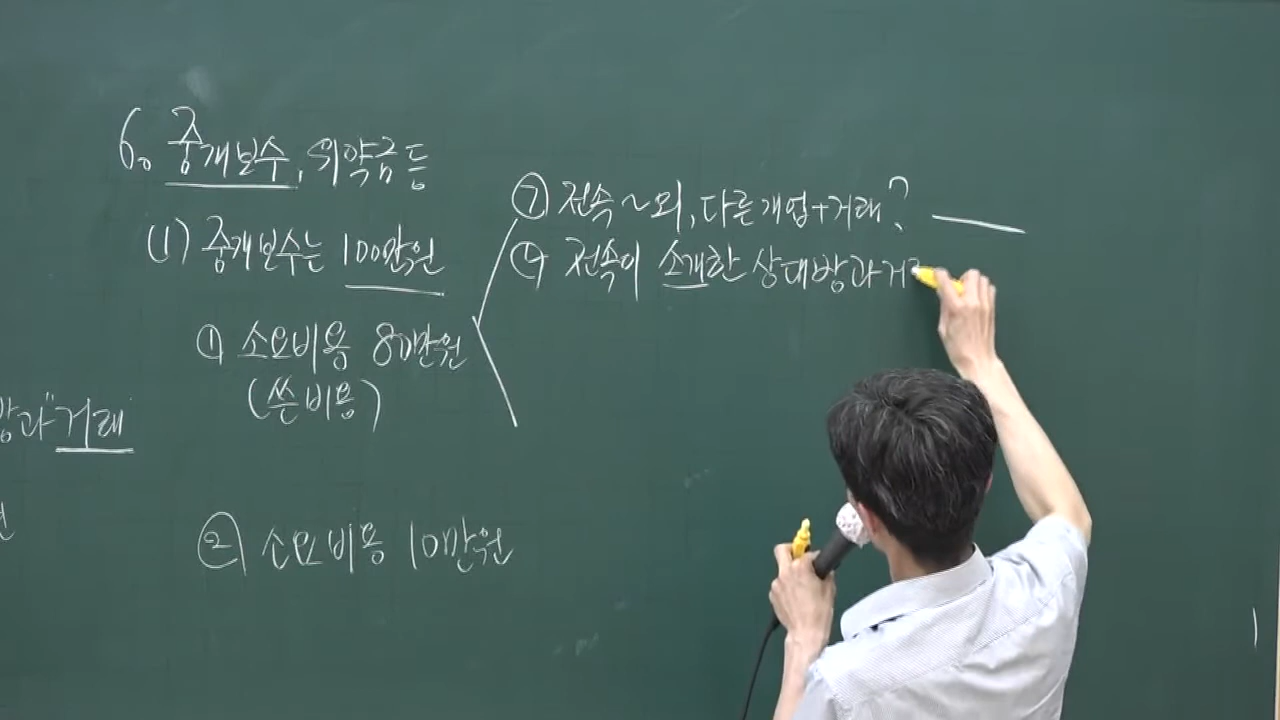 6. 중개보수, 위약금 등
(1) 중개보수는 100만원
① 소요비용 80만원
(쓴 비용)
② 소요비용 10만원
㉠ 전속~외, 다른개업+거래?
㉡ 전속이 소개한 상대방과 거
과 "거래